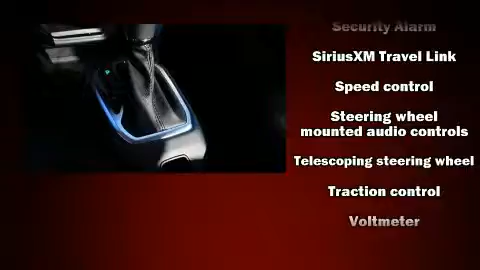 Security Alarm
SiriusXM Travel Link
Speed control
Steering wheel
mounted audio controls
Telescoping steering wheel
Traction control
Voltmeter